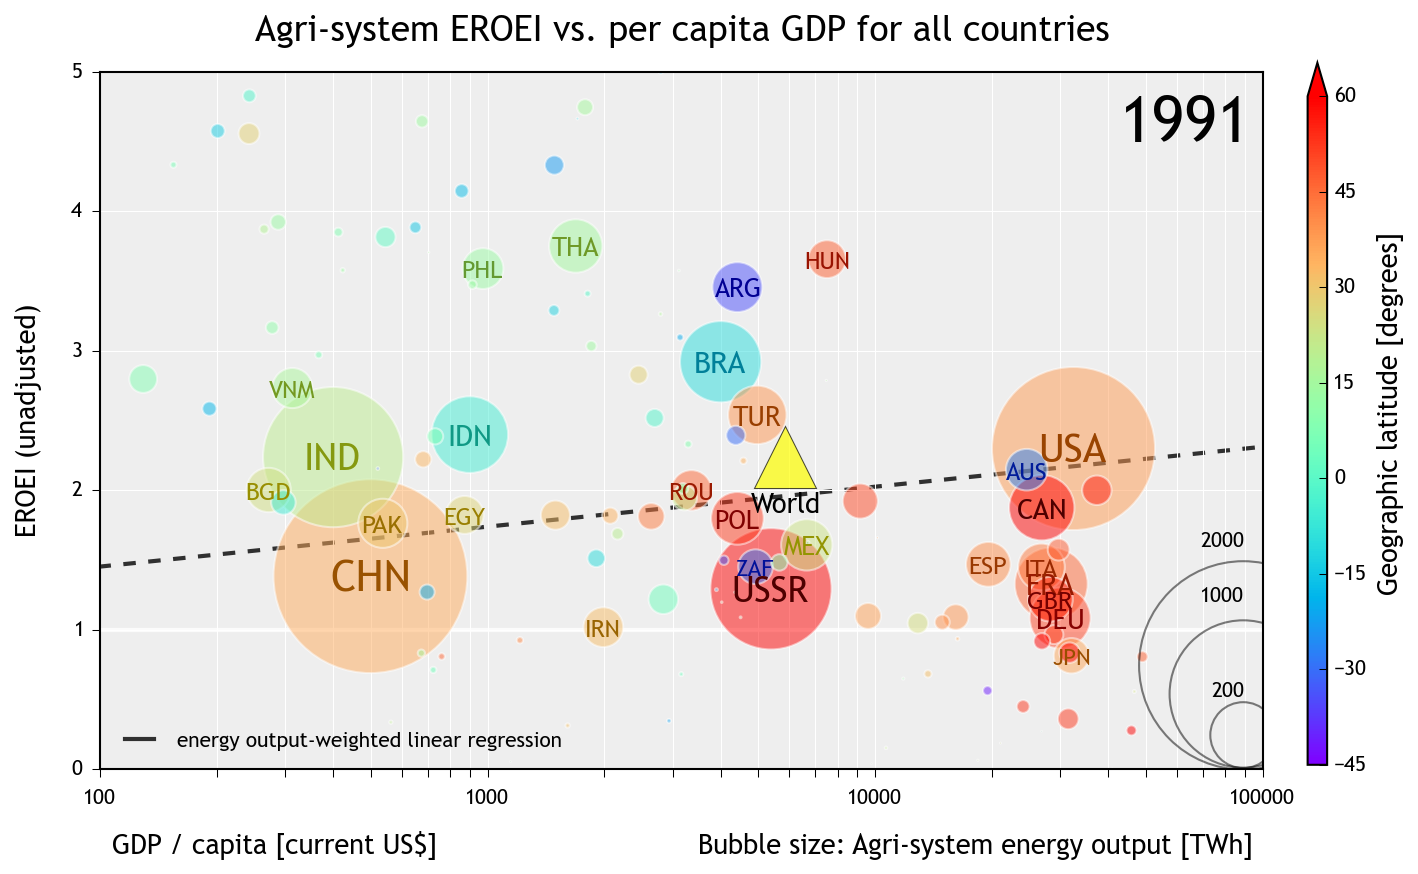 Agri-system EROEI vs. per capita GDP for all countries
1991
EROEI (unadjusted)
5
4
3
2
1
0
THA
PHL
HUN
ARG
BRA
VNM
TUR
IDN
IND
USA
AUS
BGD
ROU
World
CAN
PAK
EGY
POL
MEX
CHN
ZAF
USSR
ESP
ITA
FRA
GBR
DEU
IRN
JPN
2000
1000
200
energy output-weighted linear regression
100
1000
10000
100000
GDP / capita [current US$]
Bubble size: Agri-system energy output [TWh]
60
45
30
15
0
−15
−30
−45
Geographic latitude [degrees]